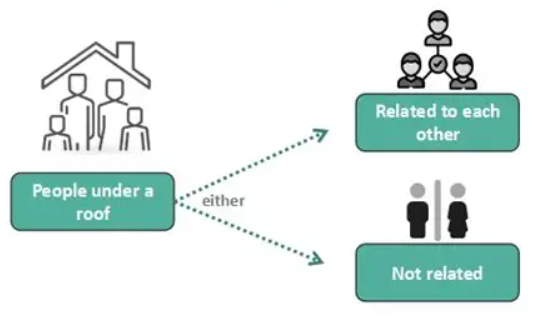 Related to each
other
People under a
roof
either
Not related